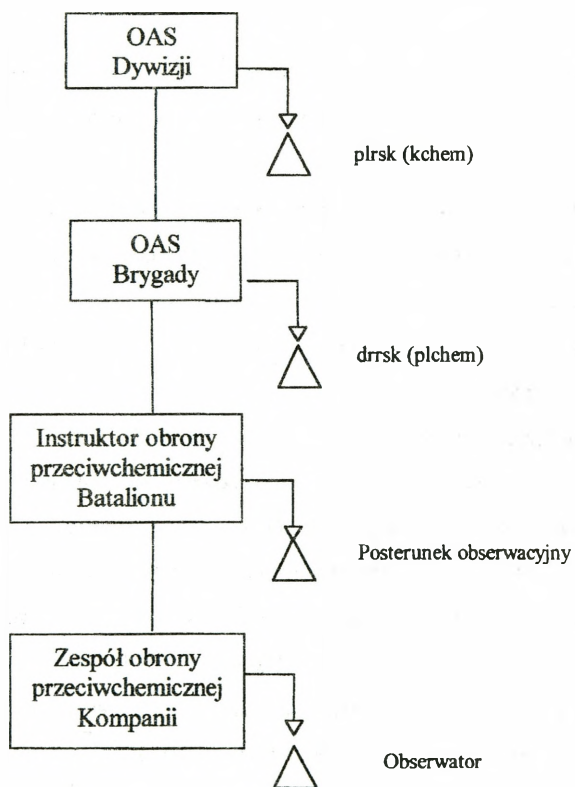 OAS
Dywizji
plrsk (kchem)
OAS
Brygady
drrsk (plchem)
Instruktor obrony
przeciwchemicznej
Batalionu
Posterunek obserwacyjny
Zespół obrony
przeciwchemicznej
Kompanii
Obserwator